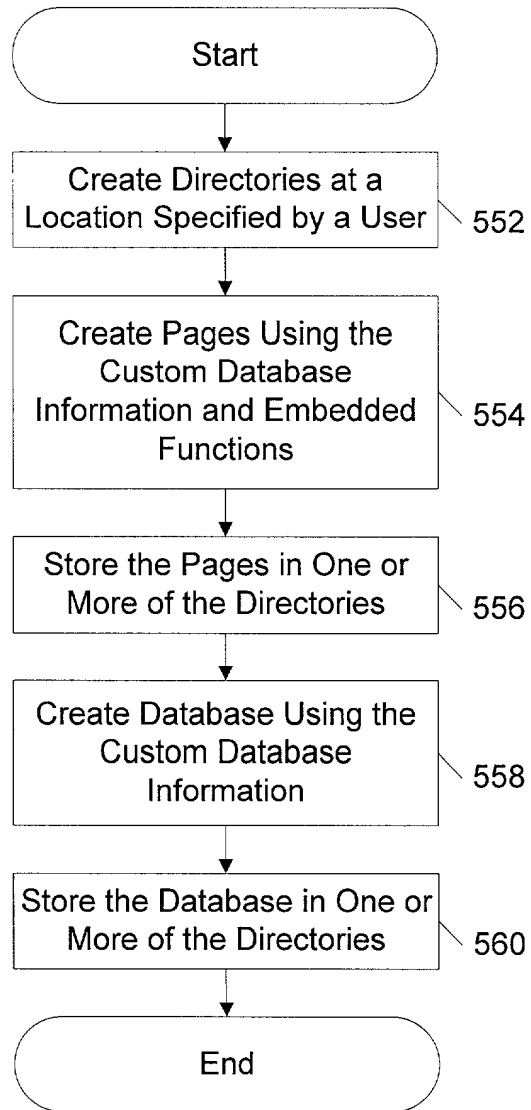 Start
Create Directories at a
Location Specified by a User
552
Create Pages Using the
Custom Database
Information and Embedded
Functions
554
Store the Pages in One or
More of the Directories
556
Create Database Using the
Custom Database
Information
558
Store the Database in One or
More of the Directories
560
End